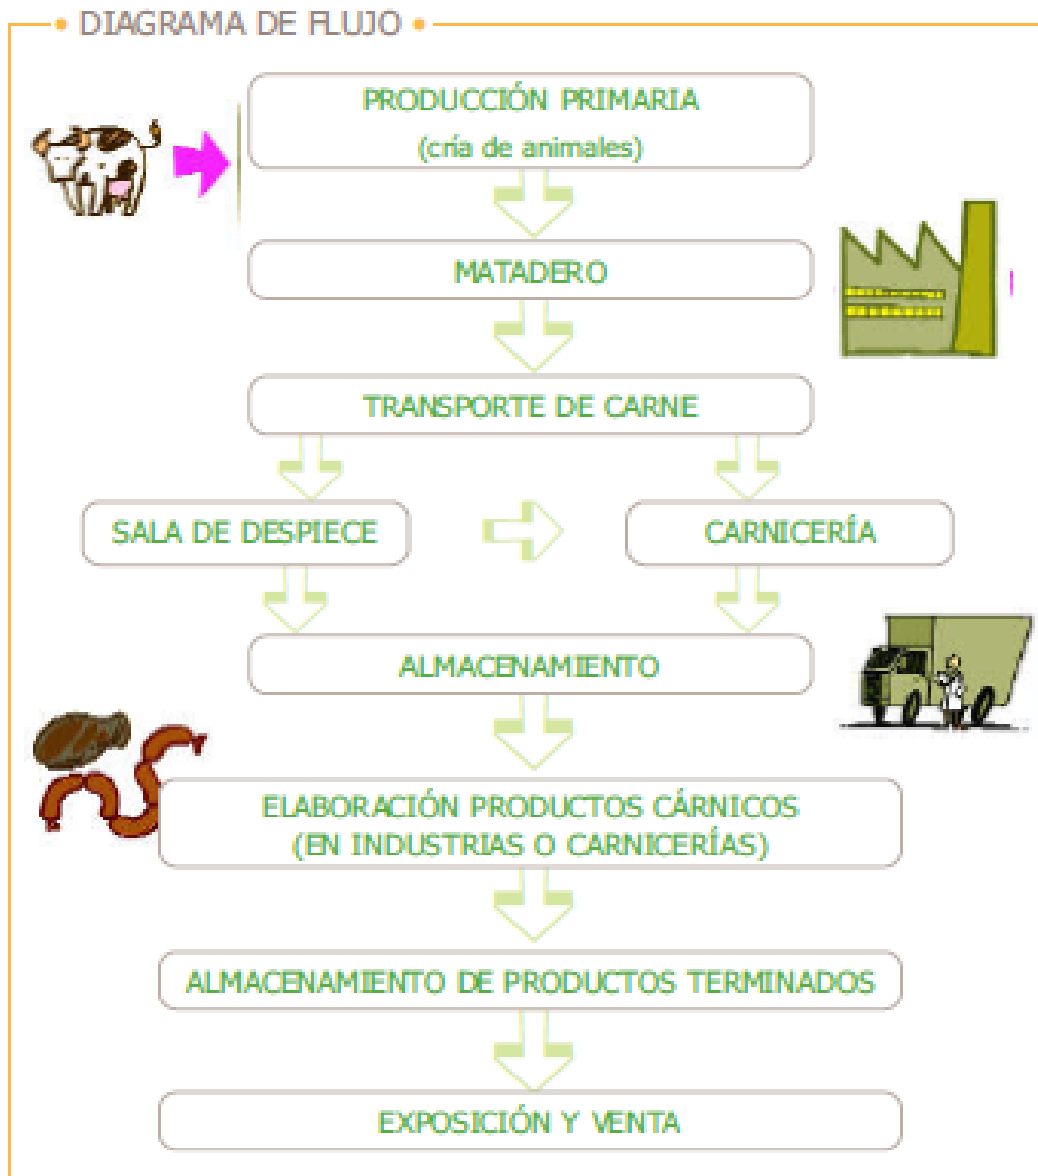 DIAGRAMA DE FLUJO
PRODUCCIÓN PRIMARIA
(cría de animales)
MATADERO
TRANSPORTE DE CARNE
SALA DE DESPIECE
CARNICERÍA
ALMACENAMIENTO
ELABORACIÓN PRODUCTOS CÁRNICOS
(EN INDUSTRIAS O CARNICERÍAS)
ALMACENAMIENTO DE PRODUCTOS TERMINADOS
EXPOSICIÓN Y VENTA